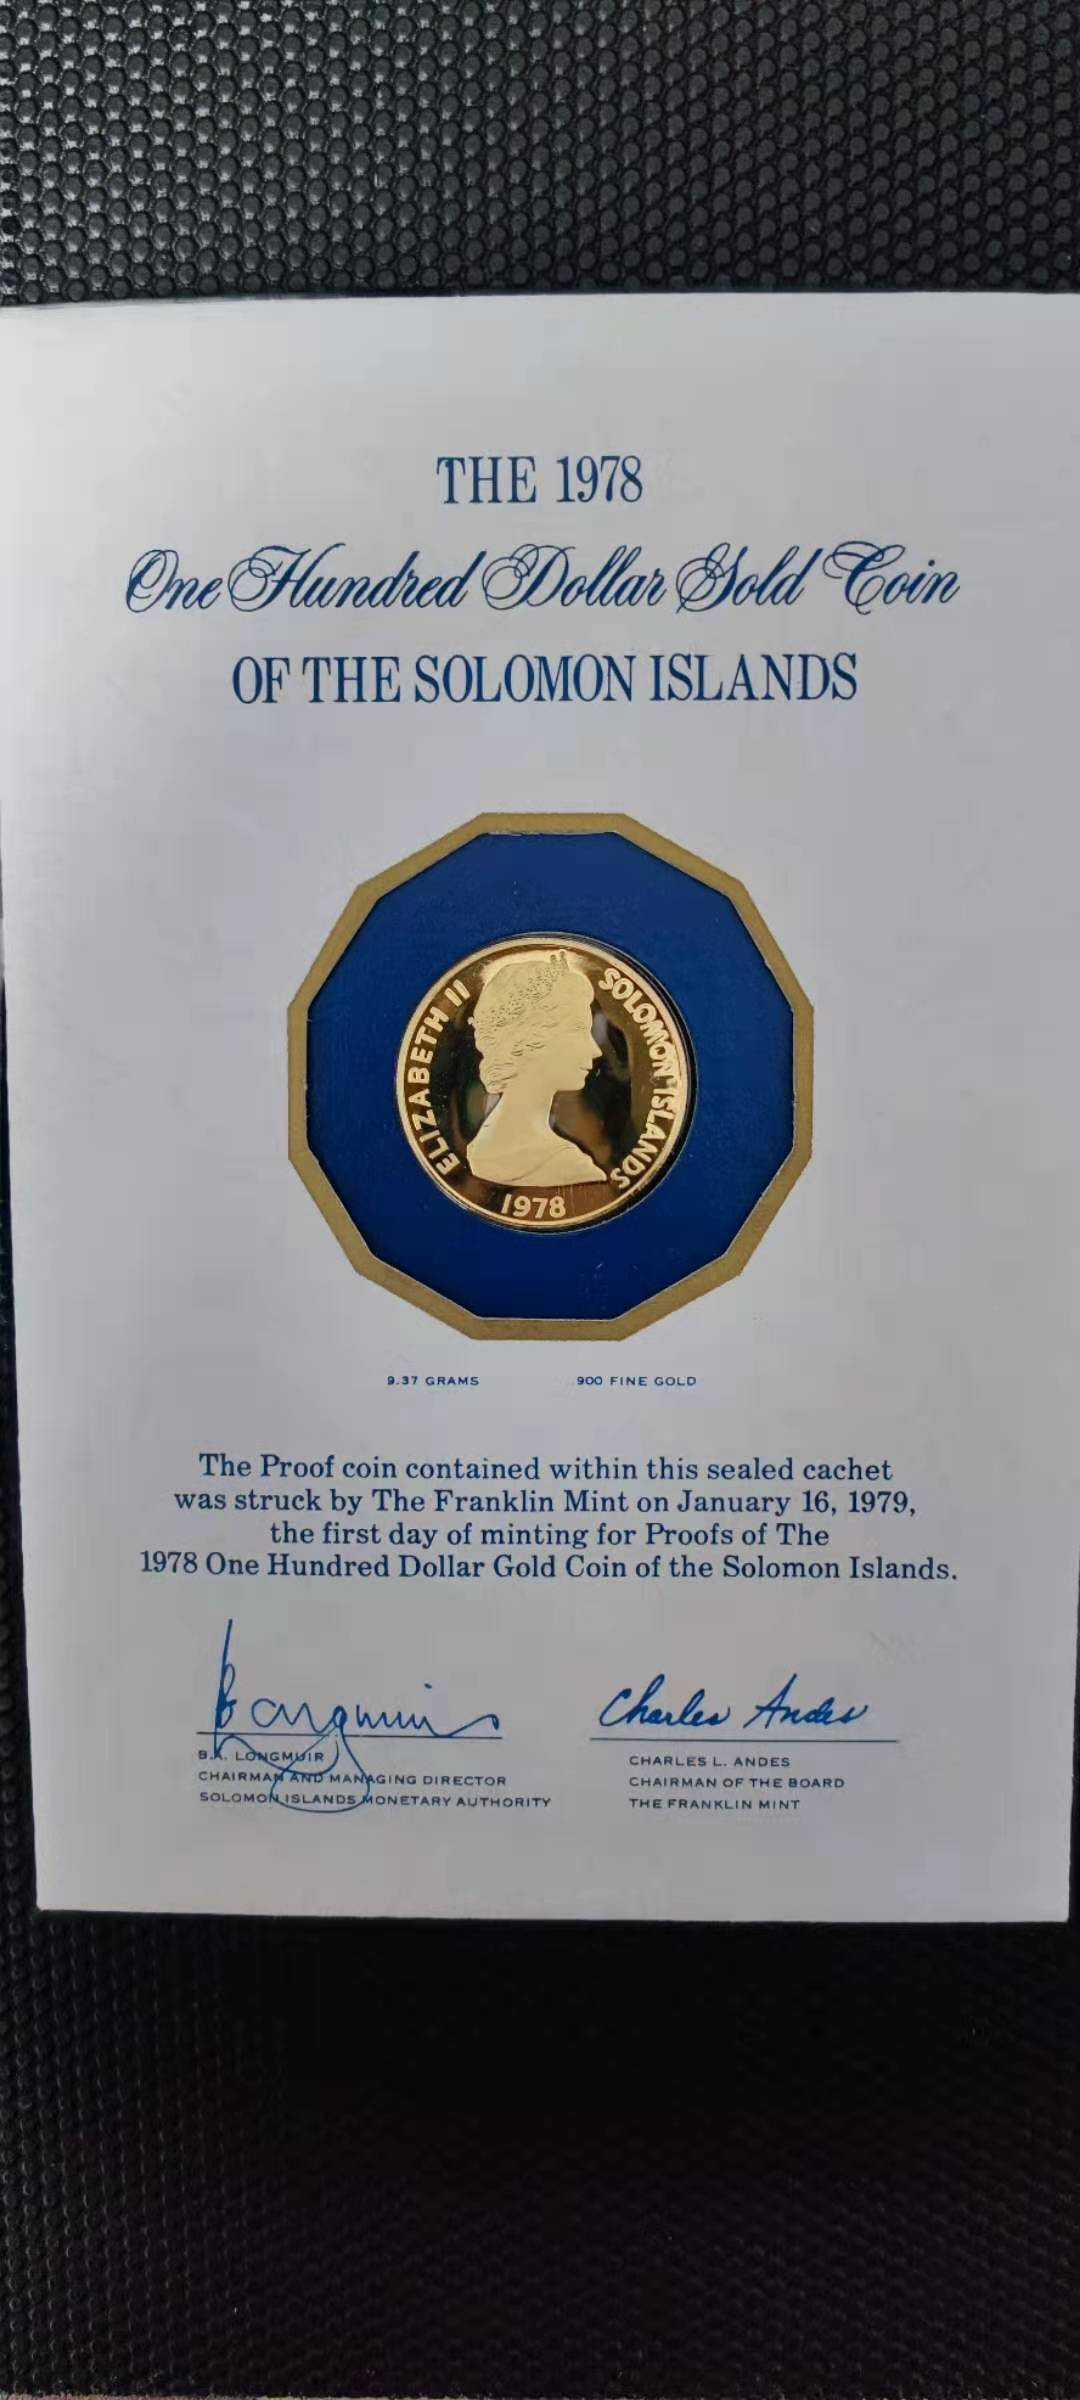 THE 1978
One Hundred Dollar Gold Coin
OF THE SOLOMON ISLANDS
ELIZABETH II
SOLOMON ISLANDS
1978
9.37 GRAMS 900 FINE GOLD
The Proof coin contained within this sealed cachet
was struck by The Franklin Mint on January 16, 1979,
the first day of minting for Proofs of The
1978 One Hundred Dollar Gold Coin of the Solomon Islands.
Charles Andes
B.K. LONGMUIR
CHAIRMAN AND MANAGING DIRECTOR
SOLOMON ISLANDS MONETARY AUTHORITY
CHARLES L. ANDES
CHAIRMAN OF THE BOARD
THE FRANKLIN MINT